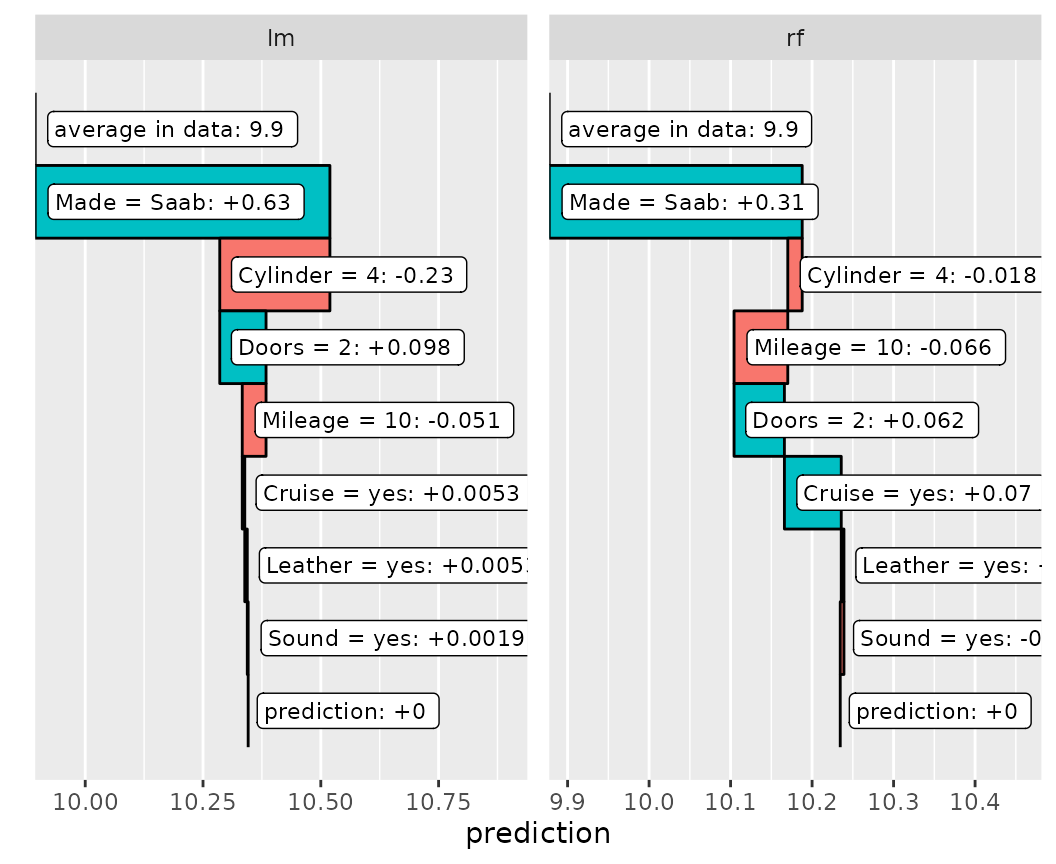 lm
average in data: 9.9
Made = Saab: +0.63
Cylinder = 4: -0.23
Doors = 2: +0.098
Mileage = 10: -0.051
Cruise = yes: +0.0053
Leather = yes: +0.005
Sound = yes: +0.0019
prediction: +0
10.00 10.25 10.50 10.75
rf
average in data: 9.9
Made = Saab: +0.31
Cylinder = 4: -0.018
Mileage = 10: -0.066
Doors = 2: +0.062
Cruise = yes: +0.07
Leather = yes:
Sound = yes: -0
prediction: +0
9.9 10.0 10.1 10.2 10.3 10.4
prediction